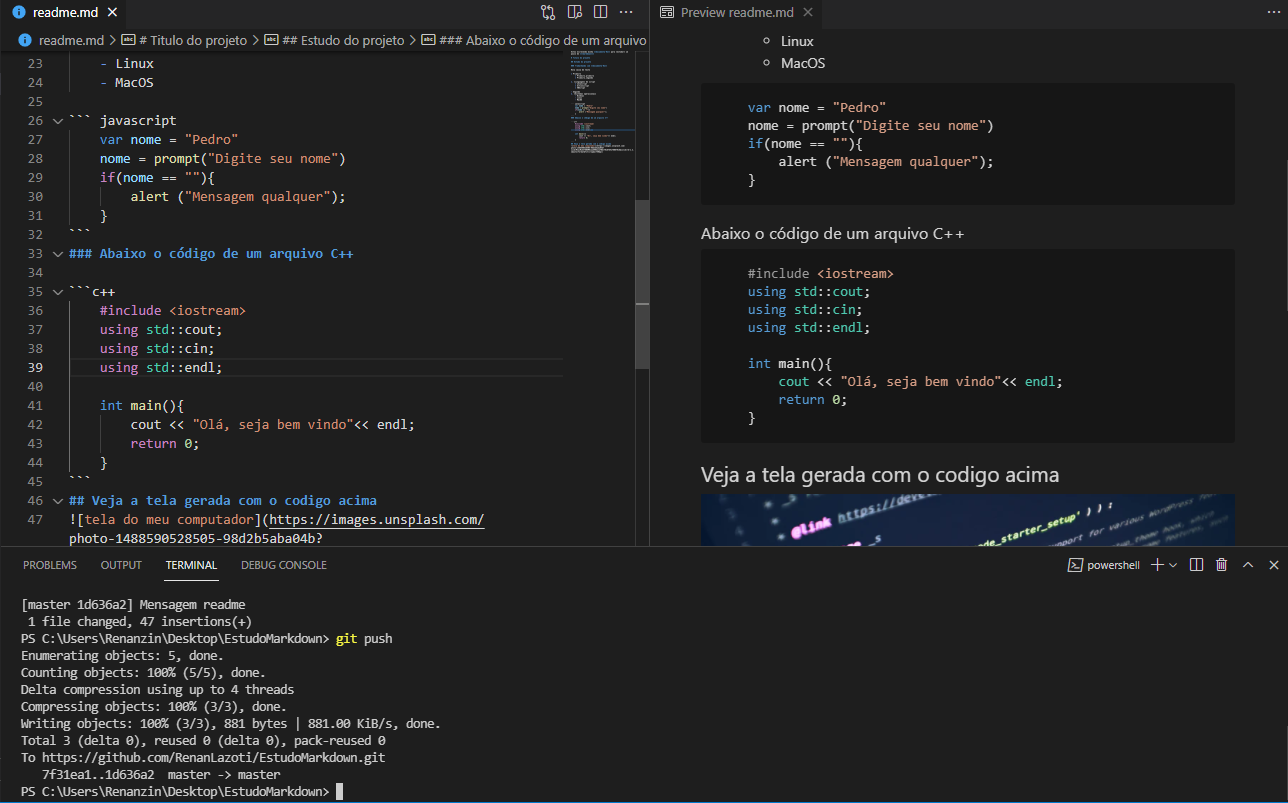 readme.md
readme.md > # Titulo do projeto > ## Estudo do projeto > ### Abaixo o código de um arquivo
23 - Linux
24 - MacOS
25
26 ``` javascript
27 var nome = "Pedro"
28 nome = prompt("Digite seu nome")
29 if(nome == ""){
30 alert ("Mensagem qualquer");
31 }
32 ```
33 ### Abaixo o código de um arquivo C++
34
35 ```c++
36 #include <iostream>
37 using std::cout;
38 using std::cin;
39 using std::endl;
40
41 int main(){
42 cout << "Olá, seja bem vindo"<< endl;
43 return 0;
44 }
45 ```
46 ## Veja a tela gerada com o codigo acima
47 ![tela do meu computador](https://images.unsplash.com/
photo-1488590528505-98d2b5aba04b?
Preview readme.md
Linux
MacOS
var nome = "Pedro"
nome = prompt("Digite seu nome")
if(nome == ""){
alert ("Mensagem qualquer");
}
Abaixo o código de um arquivo C++
#include <iostream>
using std::cout;
using std::cin;
using std::endl;
int main(){
cout << "Olá, seja bem vindo"<< endl;
return 0;
}
Veja a tela gerada com o codigo acima
@link https://deve
_s
de_starter_setup' ) ) ;
PROBLEMS OUTPUT TERMINAL DEBUG CONSOLE
powershell
[master 1d636a2] Mensagem readme
1 file changed, 47 insertions(+)
PS C:\Users\Renanzin\Desktop\EstudoMarkdown> git push
Enumerating objects: 5, done.
Counting objects: 100% (5/5), done.
Delta compression using up to 4 threads
Compressing objects: 100% (3/3), done.
Writing objects: 100% (3/3), 881 bytes | 881.00 KiB/s, done.
Total 3 (delta 0), reused 0 (delta 0), pack-reused 0
To https://github.com/RenanLazoti/EstudoMarkdown.git
7f31ea1..1d636a2 master -> master
PS C:\Users\Renanzin\Desktop\EstudoMarkdown>